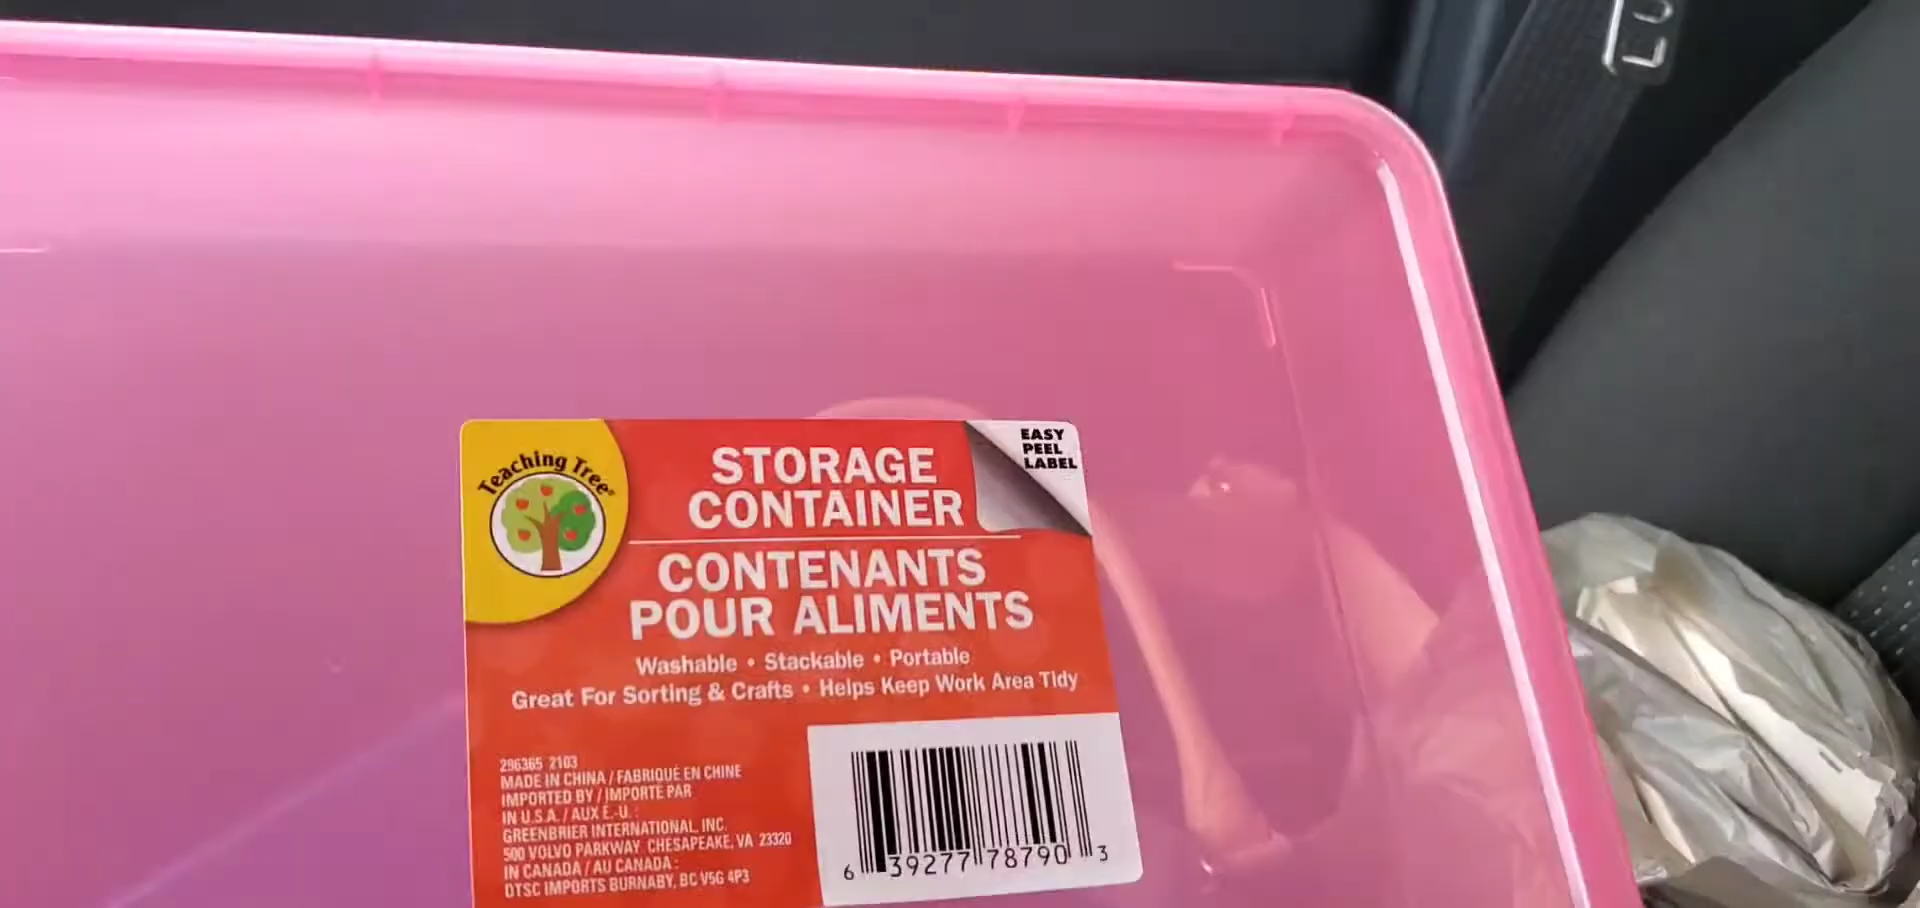 Teaching Tree®
STORAGE
CONTAINER
EASY
PEEL
LABEL
CONTENANTS
POUR ALIMENTS
Washable • Stackable • Portable
Great For Sorting & Crafts • Helps Keep Work Area Tidy
296365 2103
MADE IN CHINA / FABRIQUÉ EN CHINE
IMPORTED BY / IMPORTE PAR
IN U.S.A. / AUX E.-U. :
GREENBRIER INTERNATIONAL, INC.
500 VOLVO PARKWAY, CHESAPEAKE, VA 23320
IN CANADA / AU CANADA :
DTSC IMPORTS BURNABY, BC V5G 4P3
6 39277 78790 3